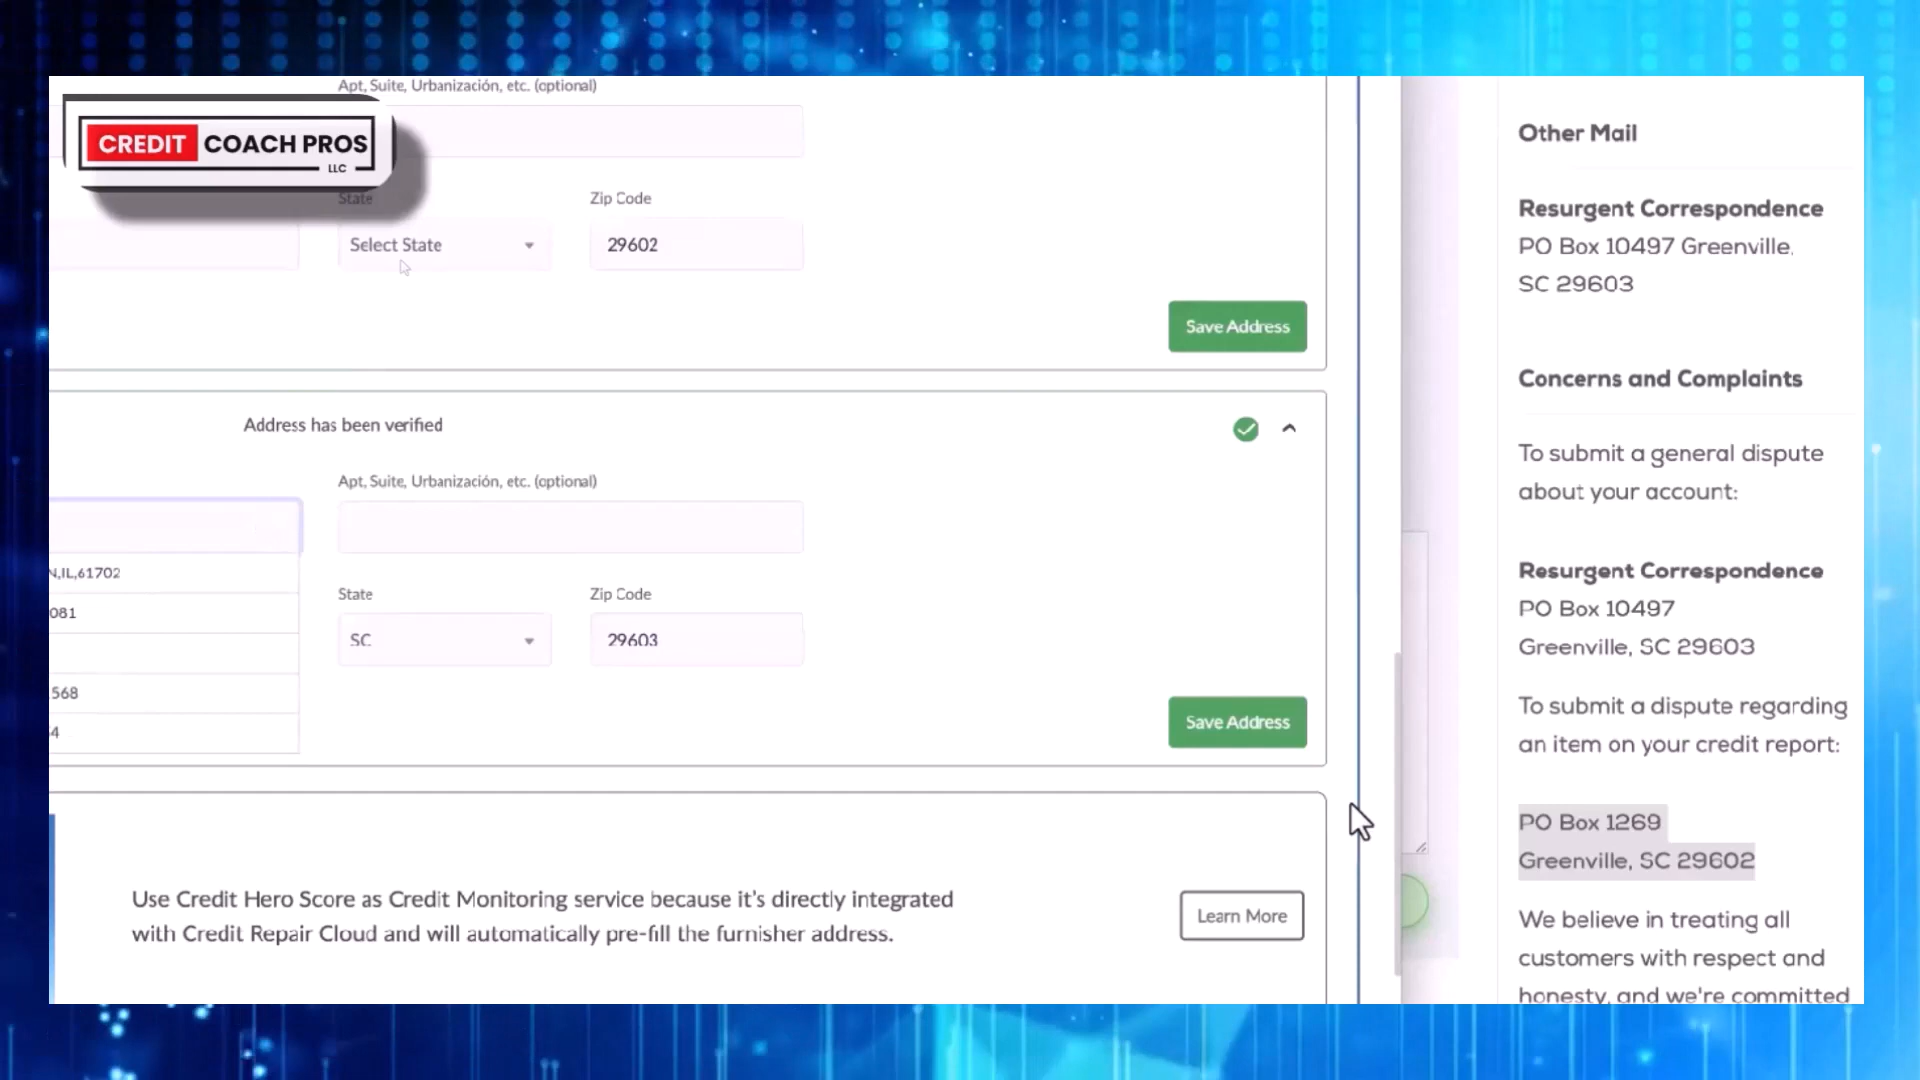 Apt, Suite, Urbanización, etc. (optional)
CREDIT COACH PROS
LLC
State
Zip Code
Select State
29602
Save Address
Address has been verified
Apt, Suite, Urbanización, etc. (optional)
N,IL,61702
081
568
4
State
Zip Code
SC
29603
Save Address
Use Credit Hero Score as Credit Monitoring service because it's directly integrated
with Credit Repair Cloud and will automatically pre-fill the furnisher address.
Learn More
Other Mail
Resurgent Correspondence
PO Box 10497 Greenville,
SC 29603
Concerns and Complaints
To submit a general dispute
about your account:
Resurgent Correspondence
PO Box 10497
Greenville, SC 29603
To submit a dispute regarding
an item on your credit report:
PO Box 1269
Greenville, SC 29602
We believe in treating all
customers with respect and
honesty, and we're committed